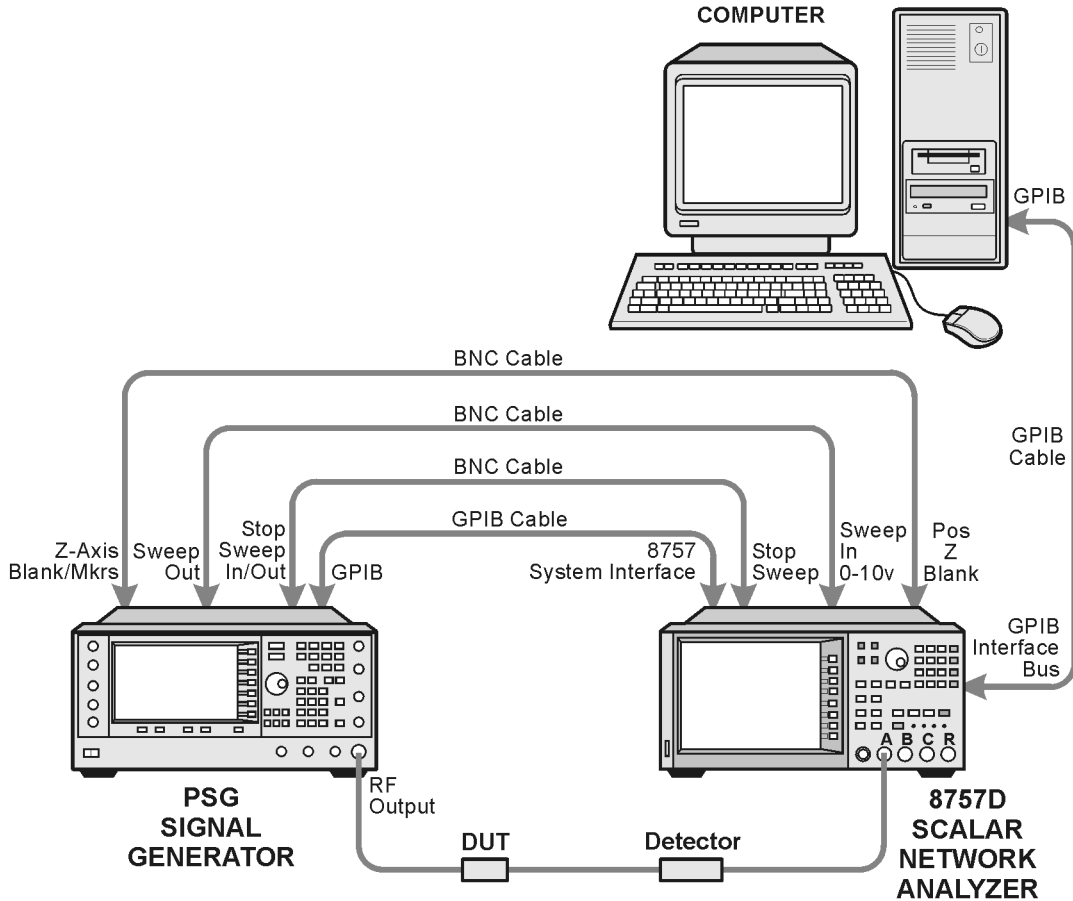 COMPUTER
GPIB
BNC Cable
BNC Cable
BNC Cable
GPIB Cable
GPIB
Cable
Z-Axis
Blank/Mkrs
Sweep
Out
Stop
Sweep
In/Out
GPIB
8757
System Interface
Stop
Sweep
Sweep
In
0-10v
Pos
Z
Blank
GPIB
Interface
Bus
A B C R
RF
Output
PSG
SIGNAL
GENERATOR
DUT
Detector
8757D
SCALAR
NETWORK
ANALYZER